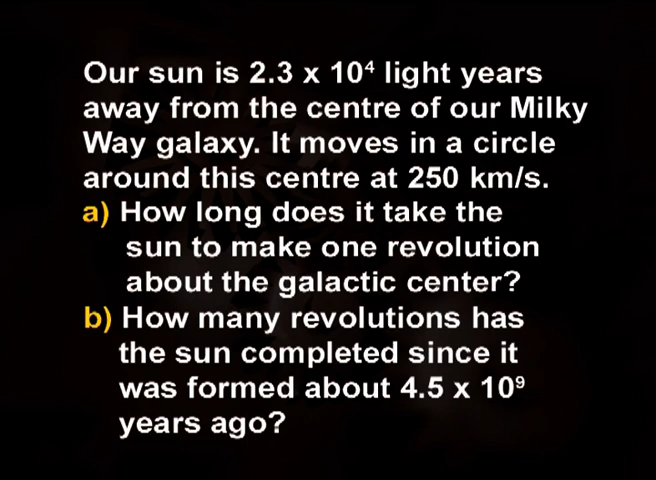 Our sun is 2.3 x 10⁴ light years
away from the centre of our Milky
Way galaxy. It moves in a circle
around this centre at 250 km/s.
a) How long does it take the
sun to make one revolution
about the galactic center?
b) How many revolutions has
the sun completed since it
was formed about 4.5 x 10⁹
years ago?